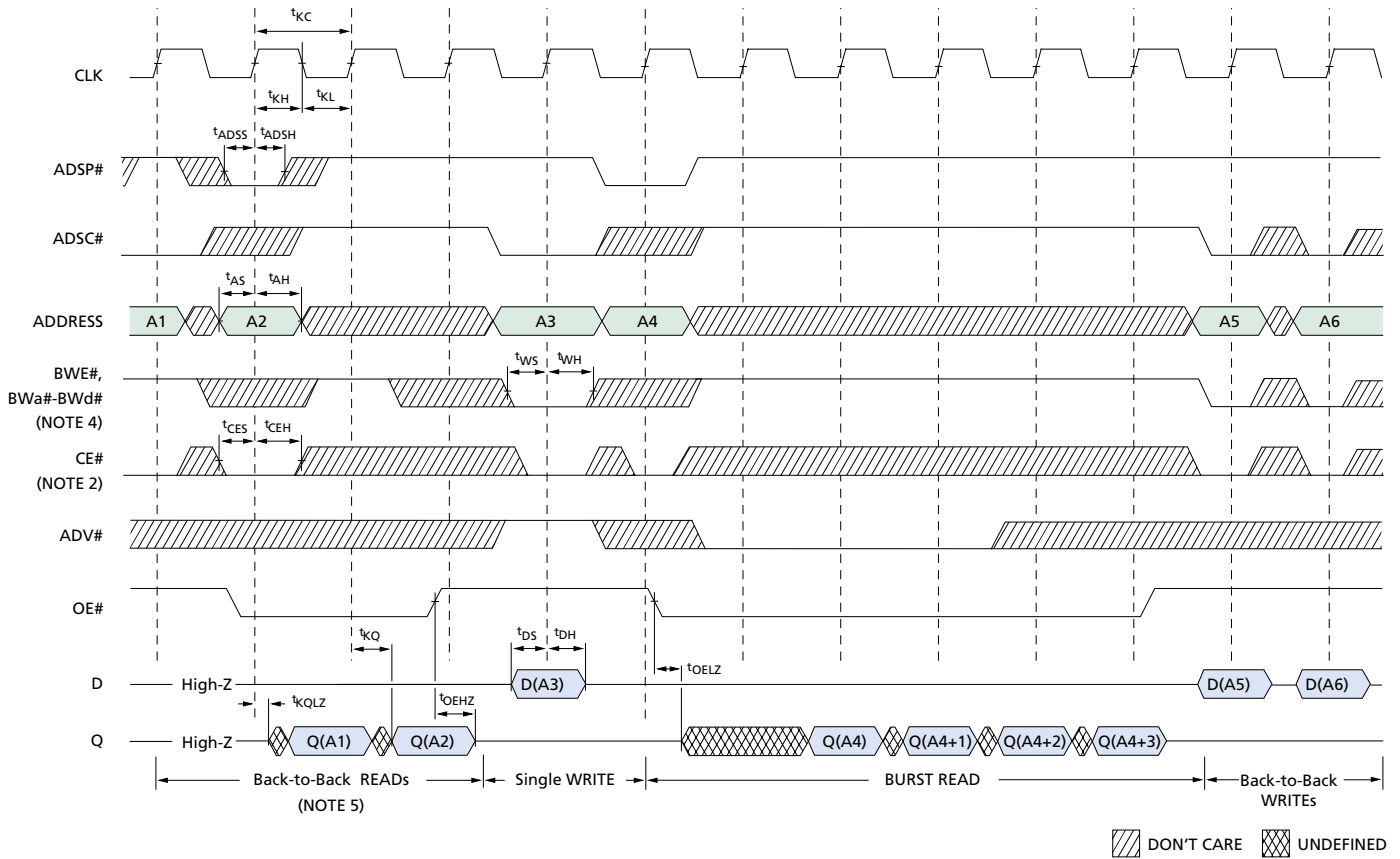 tKC
CLK
tKH
tKL
tADSS
tADSH
ADSP#
ADSC#
tAS
tAH
ADDRESS
A1
A2
A3
A4
A5
A6
BWE#,
BWa#-BWd#
(NOTE 4)
tWS
tWH
tCES
tCEH
CE#
(NOTE 2)
ADV#
OE#
tKQ
tDS
tDH
tOELZ
D
High-Z
D(A3)
D(A5)
D(A6)
tKQLZ
tOEHZ
Q
High-Z
Q(A1)
Q(A2)
Q(A4)
Q(A4+1)
Q(A4+2)
Q(A4+3)
Back-to-Back READs
(NOTE 5)
Single WRITE
BURST READ
Back-to-Back
WRITEs
DON'T CARE
UNDEFINED